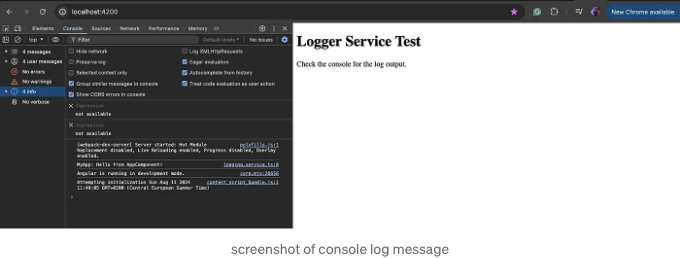 localhost:4200
New Chrome available
Elements Console Sources Network Performance Memory
top Filter Default levels No Issues
4 messages
4 user messages
No errors
No warnings
4 info
No verbose
Hide network Log XMLHttpRequests
Preserve log Eager evaluation
Selected context only Autocomplete from history
Group similar messages in console Treat code evaluation as user action
Show CORS errors in console
Expression
not available
Expression
not available
[webpack-dev-server] Server started: Hot Module polyfills.js:1
Replacement disabled, Live Reloading enabled, Progress disabled, Overlay
enabled.
MyApp: Hello from AppComponent! logging.service.ts:8
Angular is running in development mode. core.mjs:26656
Attempting initialization Sun Aug 11 2024 content_script_bundle.js:1
11:49:05 GMT+0200 (Central European Summer Time)
Logger Service Test
Check the console for the log output.
screenshot of console log message